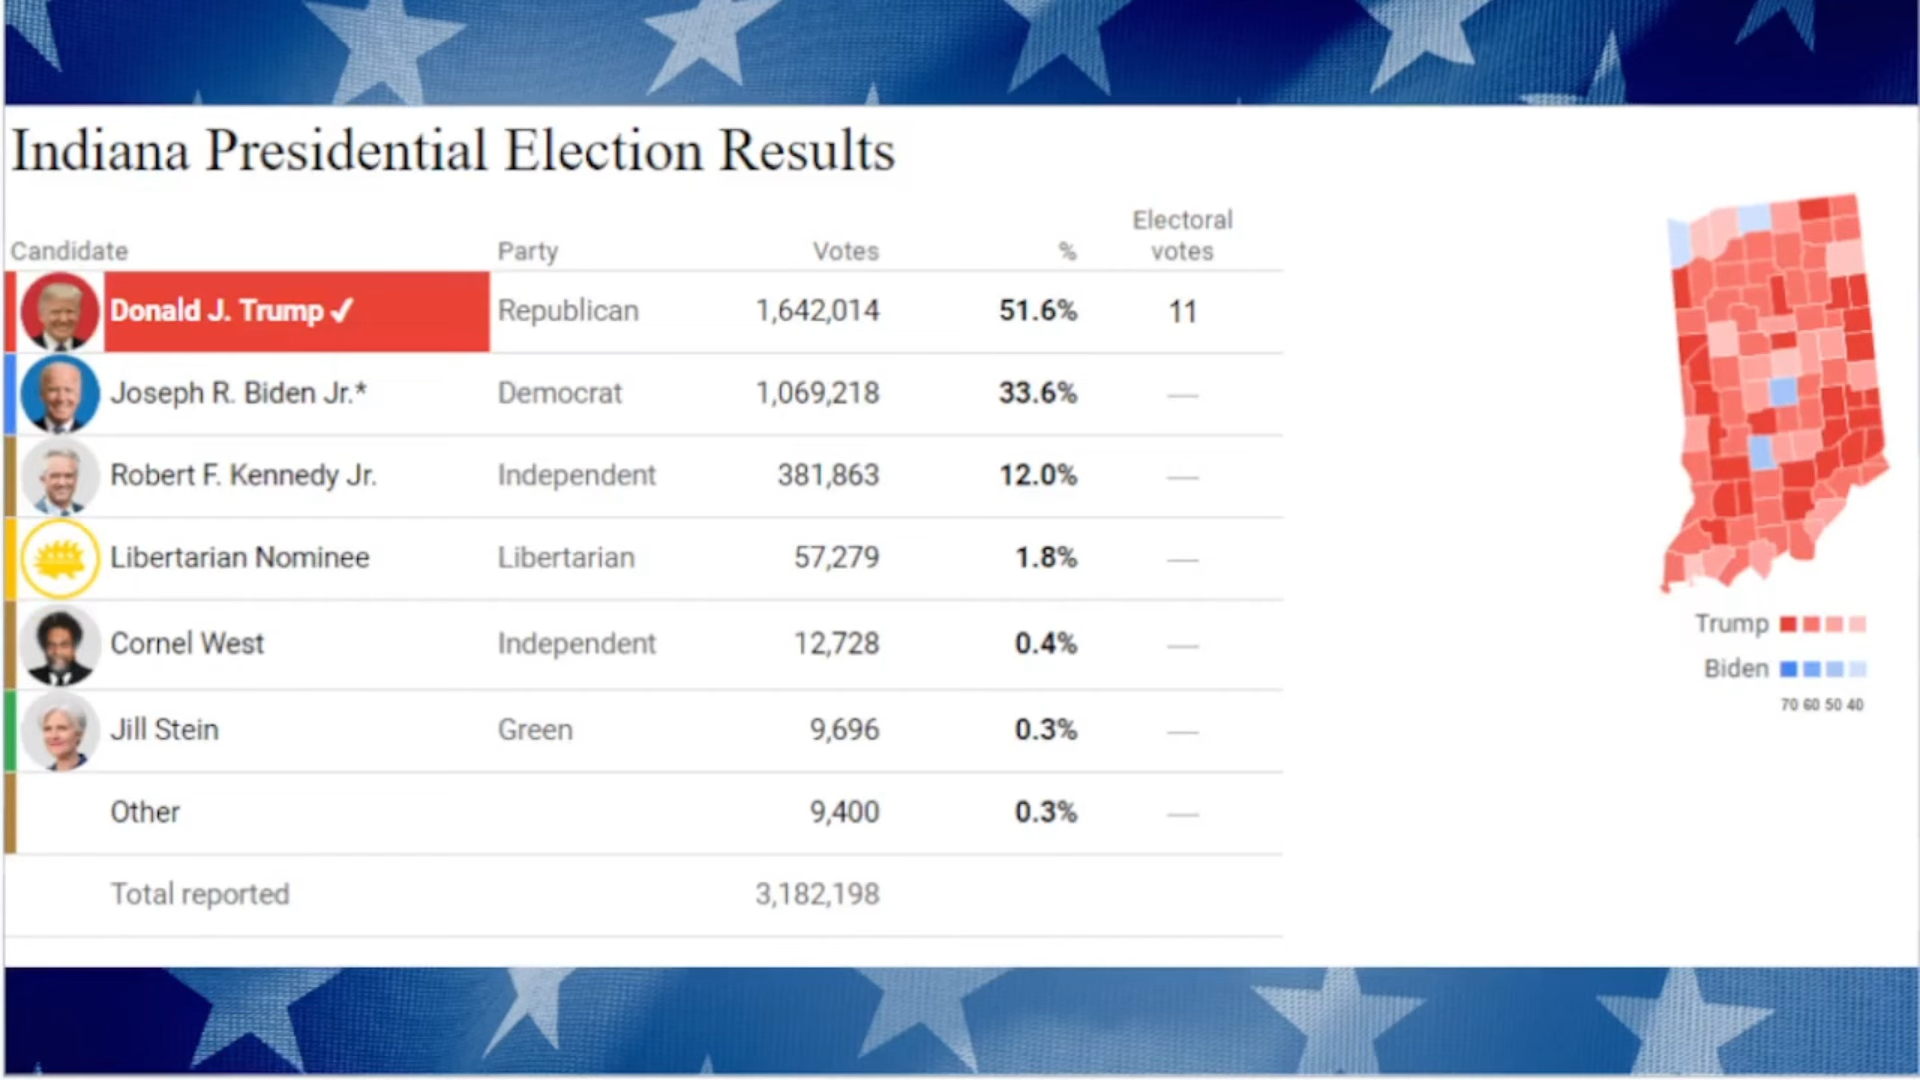 Indiana Presidential Election Results
Candidate Party Votes % Electoral votes
Donald J. Trump ✓ Republican 1,642,014 51.6% 11
Joseph R. Biden Jr.* Democrat 1,069,218 33.6% —
Robert F. Kennedy Jr. Independent 381,863 12.0% —
Libertarian Nominee Libertarian 57,279 1.8% —
Cornel West Independent 12,728 0.4% —
Jill Stein Green 9,696 0.3% —
Other 9,400 0.3% —
Total reported 3,182,198
Trump
Biden
70 60 50 40